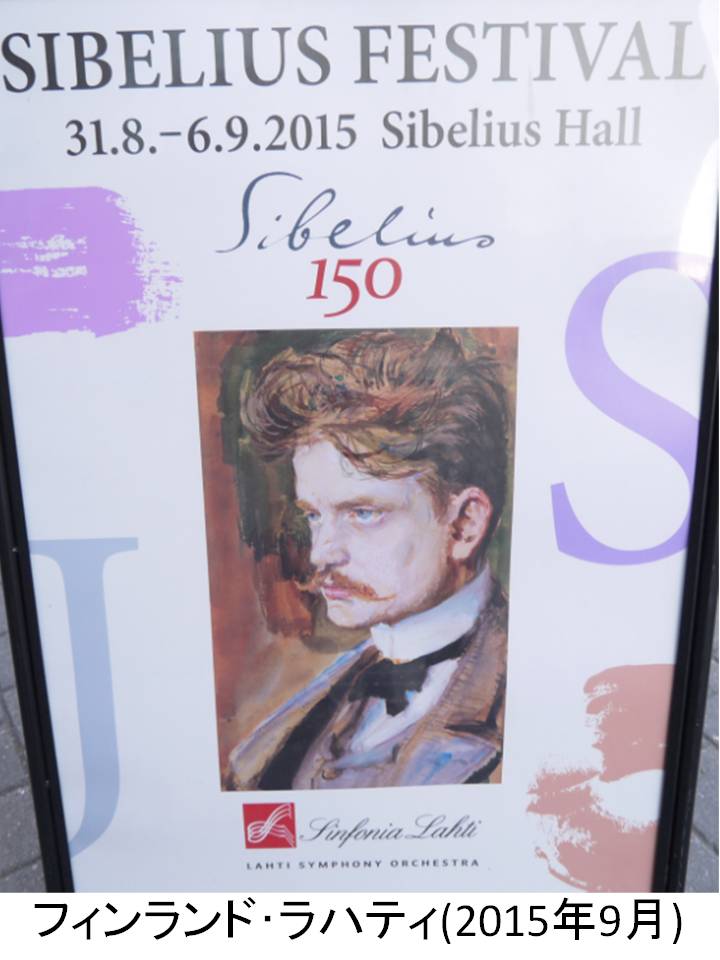 SIBELIUS FESTIVAL
31.8.–6.9.2015 Sibelius Hall
Sibelius
150
S
J
Sinfonia Lahti
LAHTI SYMPHONY ORCHESTRA
フィンランド・ラハティ(2015年9月)